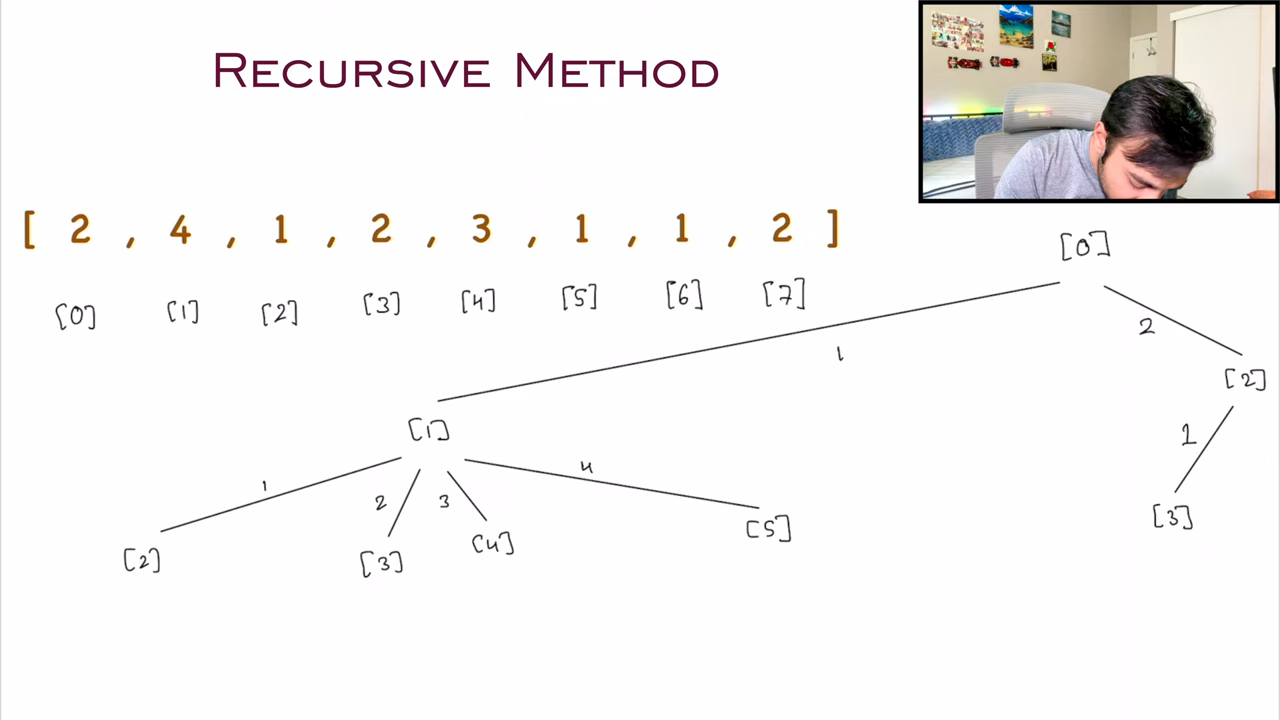 RECURSIVE METHOD
[ 2 , 4 , 1 , 2 , 3 , 1 , 1 , 2 ]
[0] [1] [2] [3] [4] [5] [6] [7]
[0]
1 2
[1] [2]
1 2 3 4 1
[2] [3] [4] [5] [3]